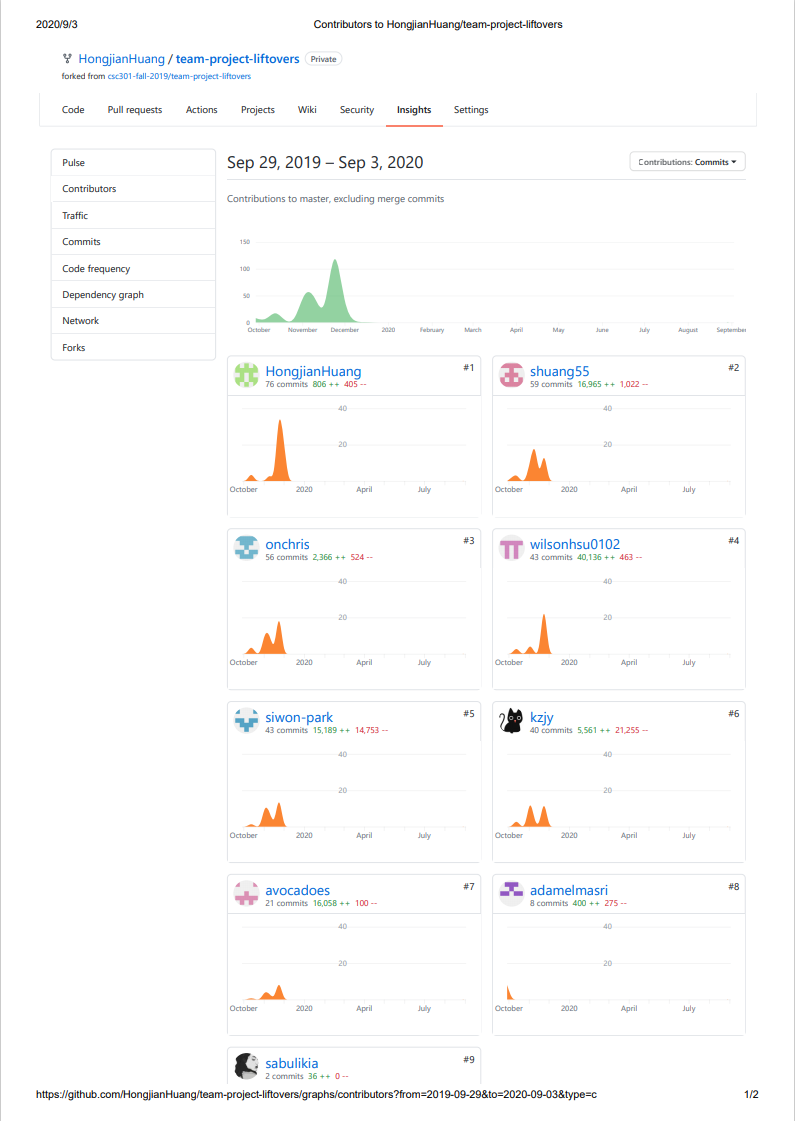 2020/9/3 Contributors to HongjianHuang/team-project-liftovers
HongjianHuang / team-project-liftovers Private
forked from csc301-fall-2019/team-project-liftovers
Code Pull requests Actions Projects Wiki Security Insights Settings
Pulse
Contributors
Traffic
Commits
Code frequency
Dependency graph
Network
Forks
Sep 29, 2019 – Sep 3, 2020 Contributions: Commits
Contributions to master, excluding merge commits
150
100
50
0
October November December 2020 February March April May June July August September
HongjianHuang #1
76 commits 806 ++ 405 --
40
20
October 2020 April July
shuang55 #2
59 commits 16,965 ++ 1,022 --
40
20
October 2020 April July
onchris #3
56 commits 2,366 ++ 524 --
40
20
October 2020 April July
wilsonhsu0102 #4
43 commits 40,136 ++ 463 --
40
20
October 2020 April July
siwon-park #5
43 commits 15,189 ++ 14,753 --
40
20
October 2020 April July
kzjy #6
40 commits 5,561 ++ 21,255 --
40
20
October 2020 April July
avocadoes #7
21 commits 16,058 ++ 100 --
40
20
October 2020 April July
adamelmasri #8
8 commits 400 ++ 275 --
40
20
October 2020 April July
sabulikia #9
2 commits 36 ++ 0 --
https://github.com/HongjianHuang/team-project-liftovers/graphs/contributors?from=2019-09-29&to=2020-09-03&type=c 1/2